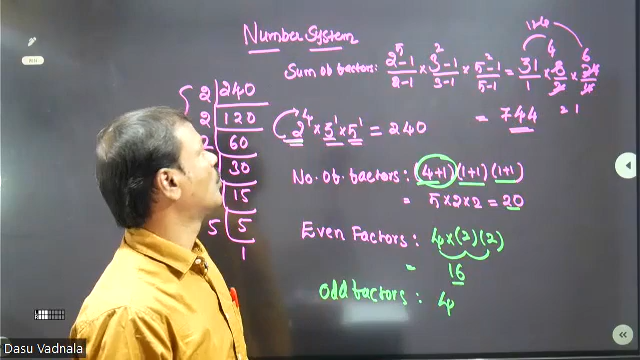 Number System
Sum of factors: 2⁵-1/2-1 × 3²-1/3-1 × 5²-1/5-1 = 31/1 × 8/2 × 24/4
124
4
6
= 744
2 | 240
2 | 120
2 | 60
30
15
5 | 5
1
2⁴ × 3¹ × 5¹ = 240
No. of factors: (4+1) (1+1) (1+1)
= 5×2×2 = 20
Even Factors: 4×(2)(2)
= 16
Odd factors: 4
Dasu Vadnala